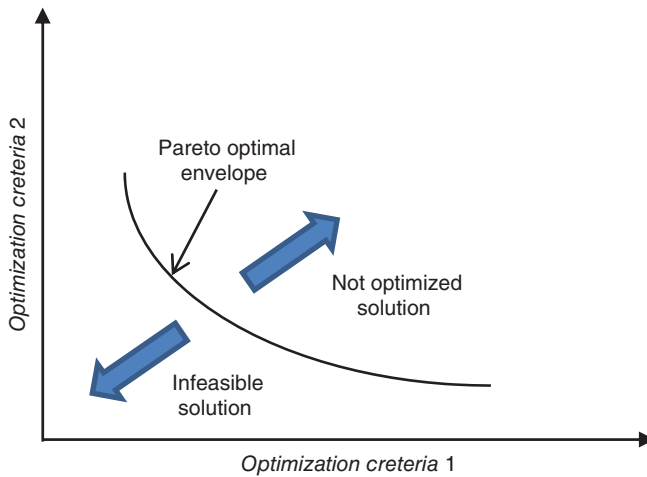 Optimization creteria 2
Pareto optimal
envelope
Not optimized
solution
Infeasible
solution
Optimization creteria 1